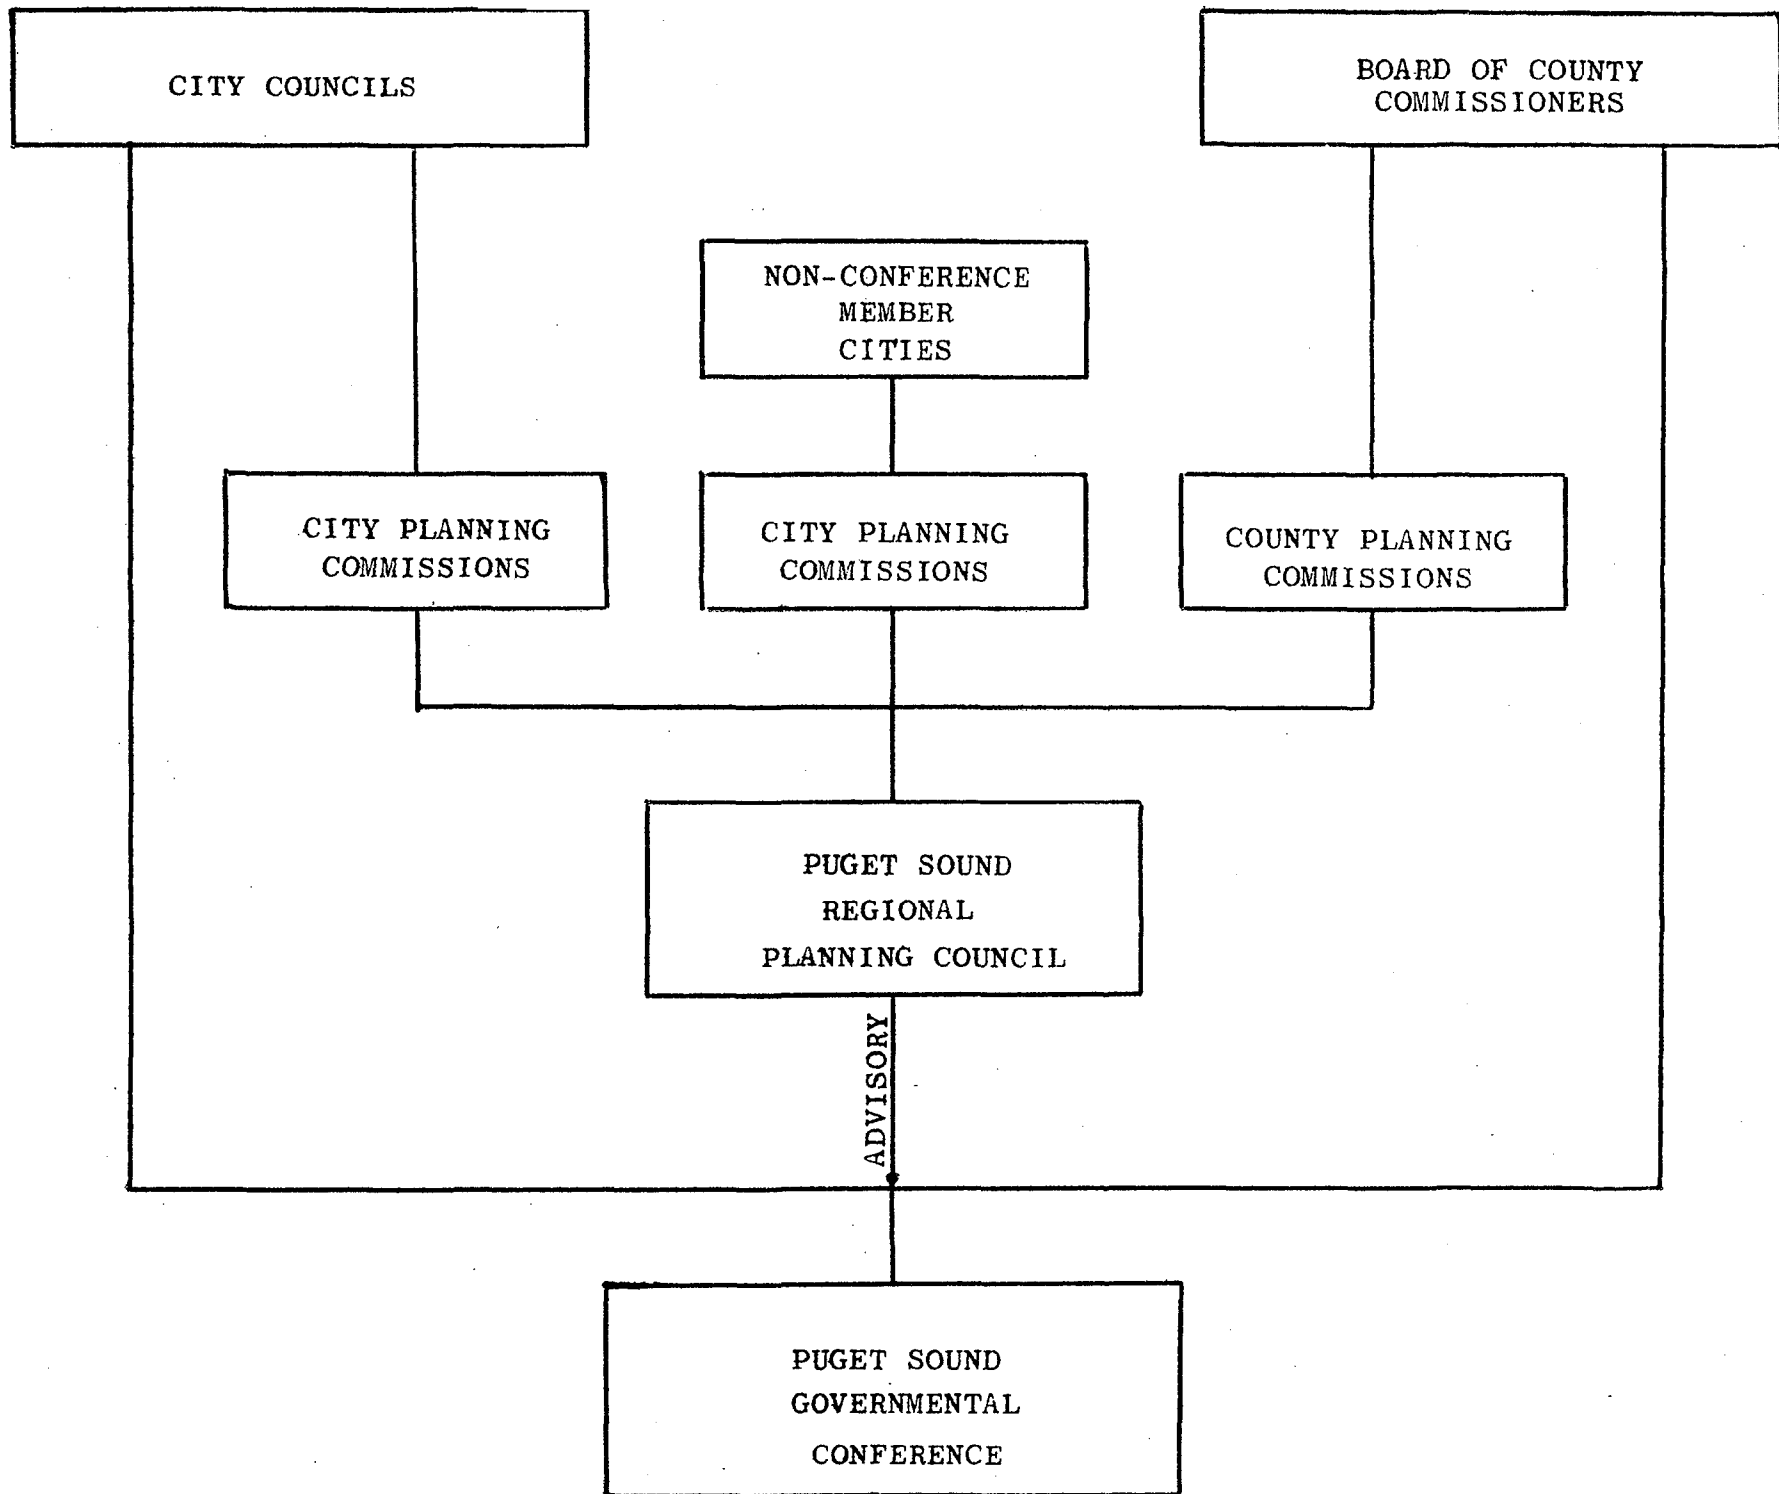 CITY COUNCILS
BOARD OF COUNTY
COMMISSIONERS
NON-CONFERENCE
MEMBER
CITIES
CITY PLANNING
COMMISSIONS
CITY PLANNING
COMMISSIONS
COUNTY PLANNING
COMMISSIONS
PUGET SOUND
REGIONAL
PLANNING COUNCIL
ADVISORY
PUGET SOUND
GOVERNMENTAL
CONFERENCE